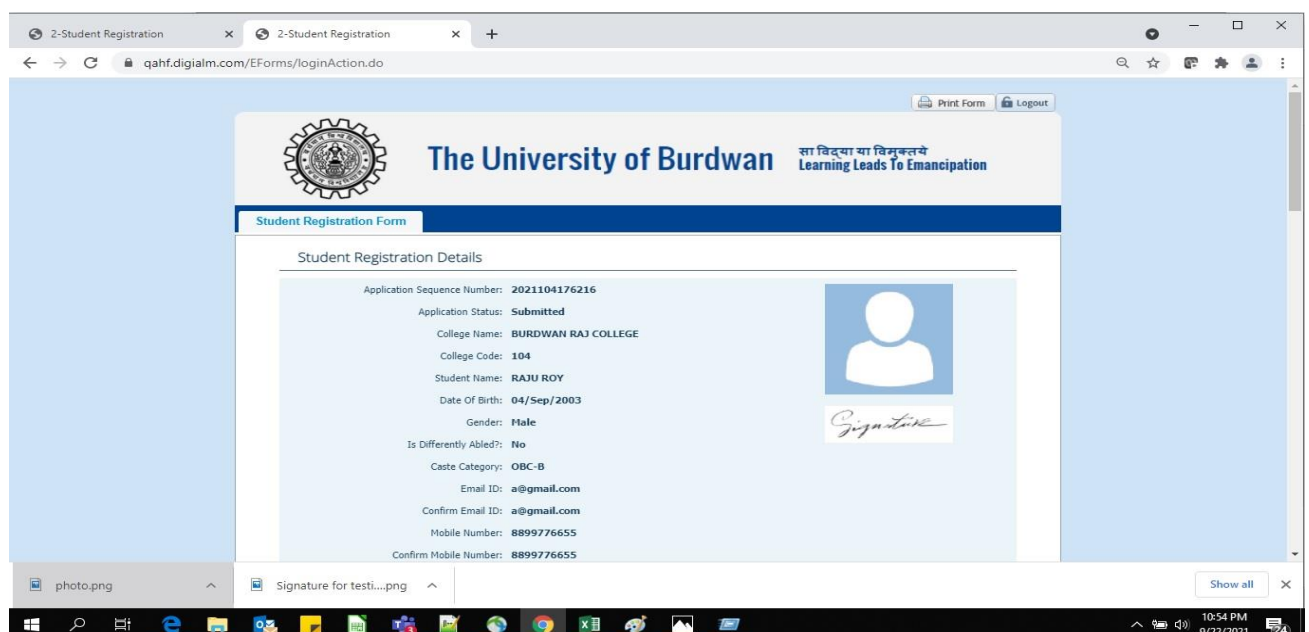 2-Student Registration
2-Student Registration
qahf.digialm.com/EForms/loginAction.do
Print Form
Logout
The University of Burdwan
सा विद्या या विमुक्तये
Learning Leads To Emancipation
Student Registration Form
Student Registration Details
Application Sequence Number: 2021104176216
Application Status: Submitted
College Name: BURDWAN RAJ COLLEGE
College Code: 104
Student Name: RAJU ROY
Date Of Birth: 04/Sep/2003
Gender: Male
Signature
Is Differently Abled?: No
Caste Category: OBC-B
Email ID: a@gmail.com
Confirm Email ID: a@gmail.com
Mobile Number: 8899776655
Confirm Mobile Number: 8899776655
photo.png
Signature for testi....png
Show all
10:54 PM
9/22/2021